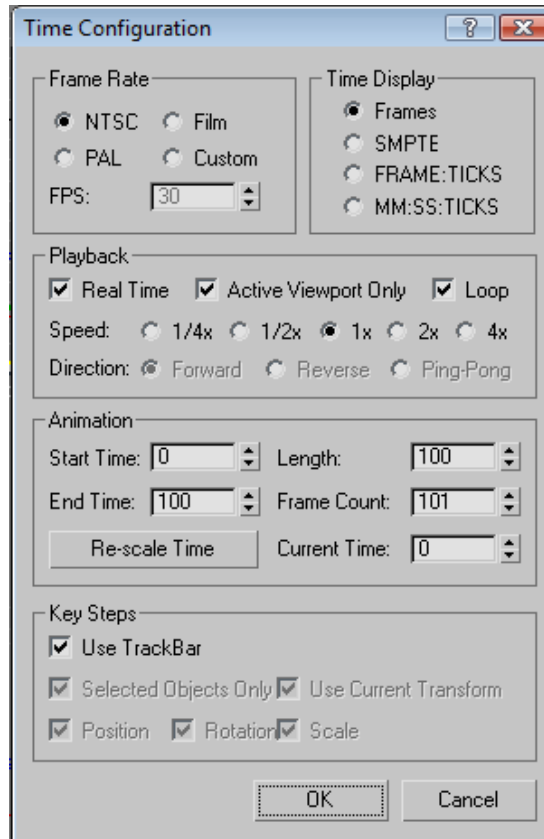 Time Configuration
Frame Rate
NTSC Film
PAL Custom
FPS: 30
Time Display
Frames
SMPTE
FRAME:TICKS
MM:SS:TICKS
Playback
Real Time Active Viewport Only Loop
Speed: 1/4x 1/2x 1x 2x 4x
Direction: Forward Reverse Ping-Pong
Animation
Start Time: 0 Length: 100
End Time: 100 Frame Count: 101
Re-scale Time Current Time: 0
Key Steps
Use TrackBar
Selected Objects Only Use Current Transform
Position Rotation Scale
OK Cancel